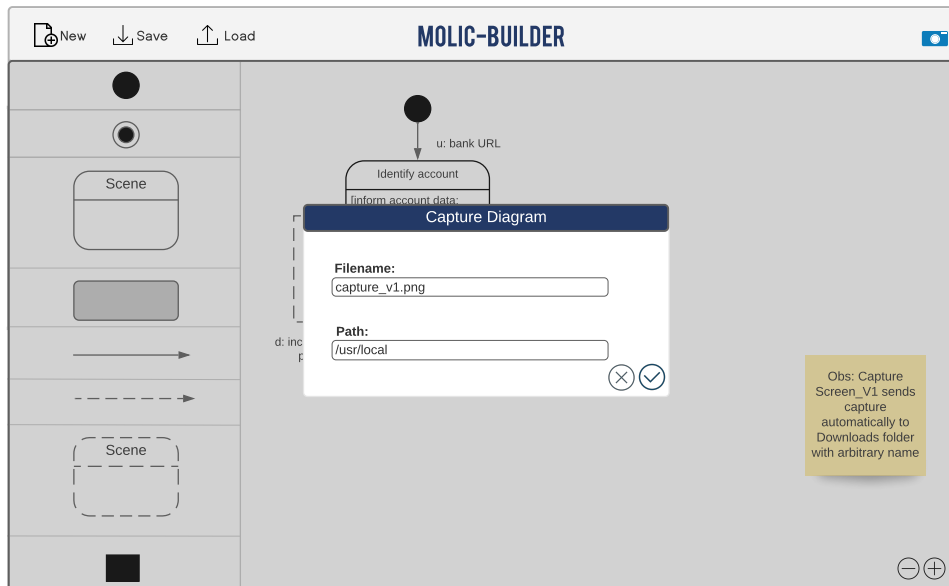 New
Save
Load
MOLIC-BUILDER
Scene
Scene
u: bank URL
Identify account
[inform account data:
d: inc
p
Capture Diagram
Filename:
capture_v1.png
Path:
/usr/local
Obs: Capture
Screen_V1 sends
capture
automatically to
Downloads folder
with arbitrary name